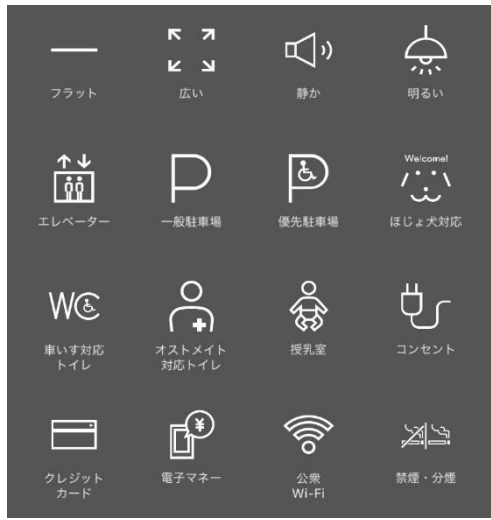 フラット
広い
静か
明るい
Welcome!
エレベーター
P
一般駐車場
P
優先駐車場
ほじょ犬対応
WC
車いす対応
トイレ
オストメイト
対応トイレ
授乳室
コンセント
クレジット
カード
¥
電子マネー
公衆
Wi-Fi
禁煙・分煙